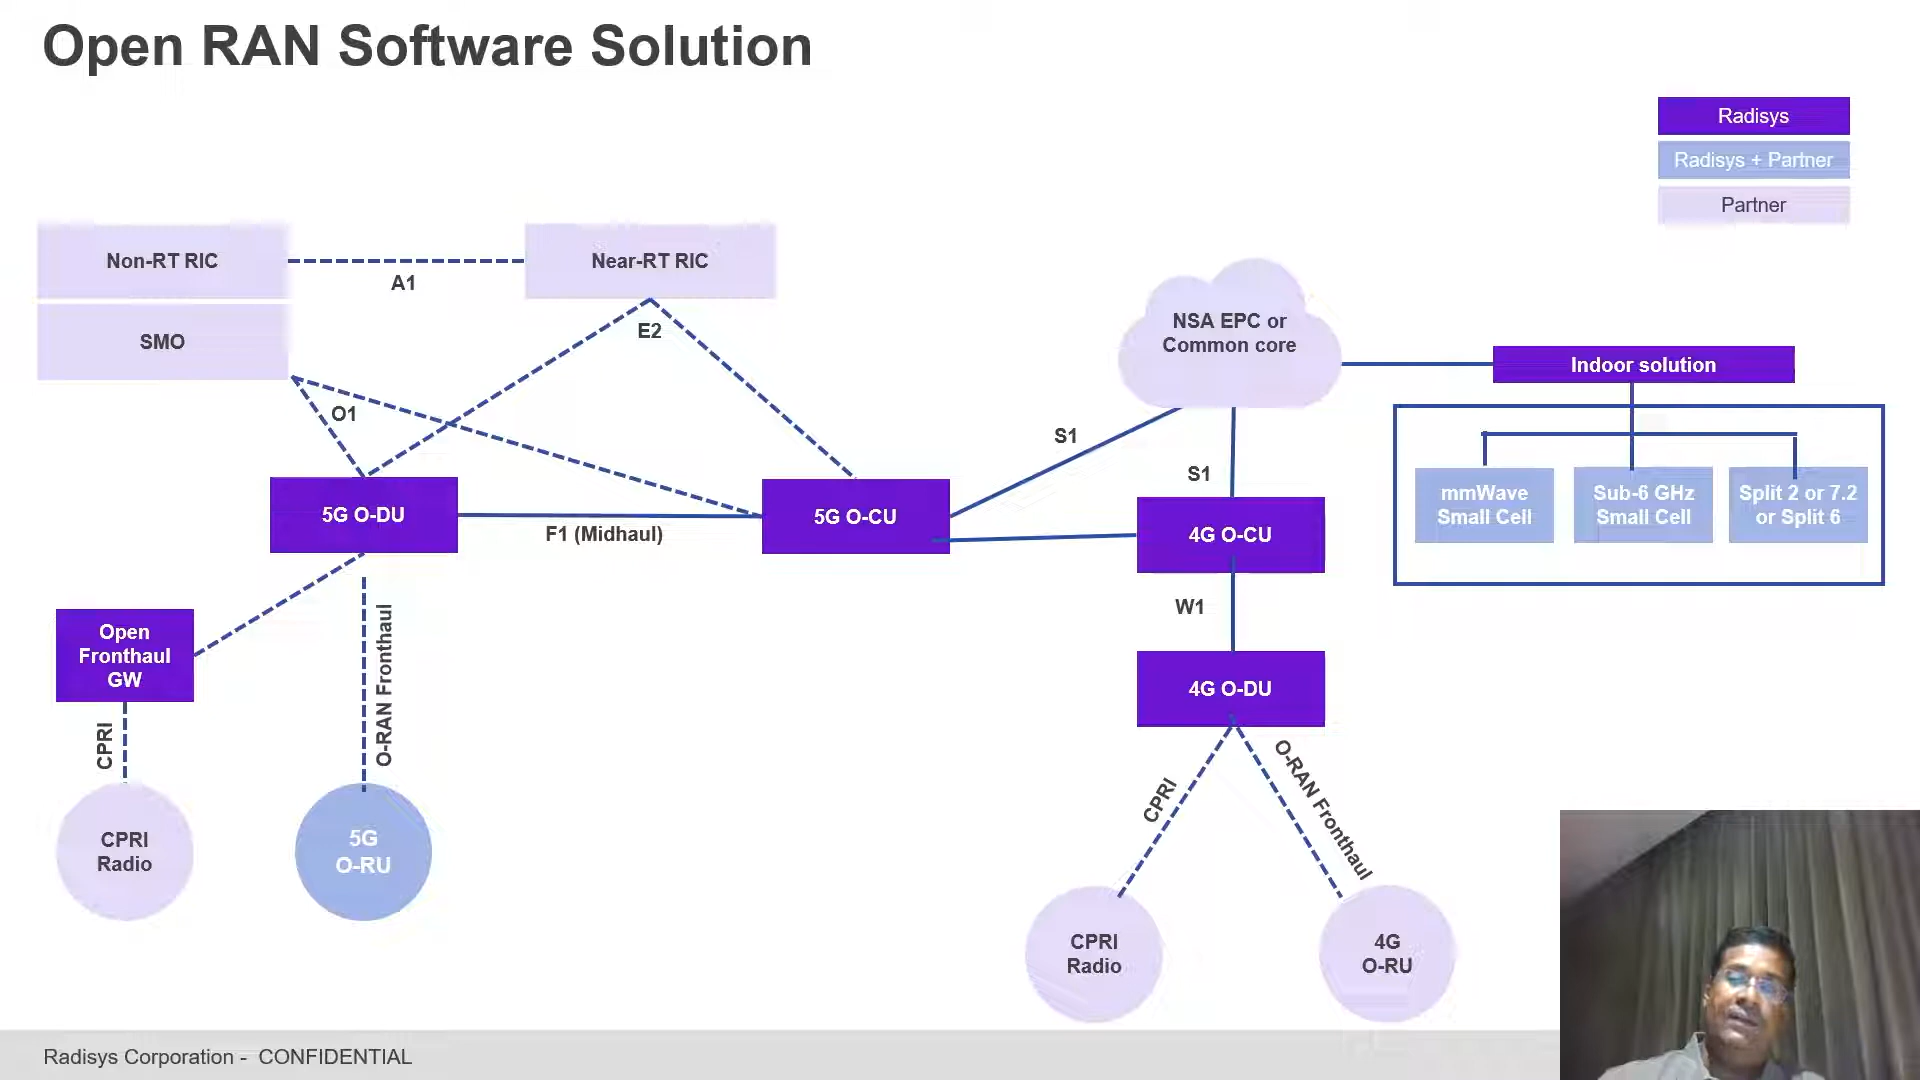 Open RAN Software Solution
Radisys
Radisys + Partner
Partner
Non-RT RIC
A1
Near-RT RIC
SMO
E2
O1
NSA EPC or
Common core
Indoor solution
S1
S1
mmWave
Small Cell
Sub-6 GHz
Small Cell
Split 2 or 7.2
or Split 6
5G O-DU
F1 (Midhaul)
5G O-CU
4G O-CU
W1
Open
Fronthaul
GW
O-RAN Fronthaul
4G O-DU
CPRI
CPRI
O-RAN Fronthaul
CPRI
Radio
5G
O-RU
CPRI
Radio
4G
O-RU
Radisys Corporation - CONFIDENTIAL